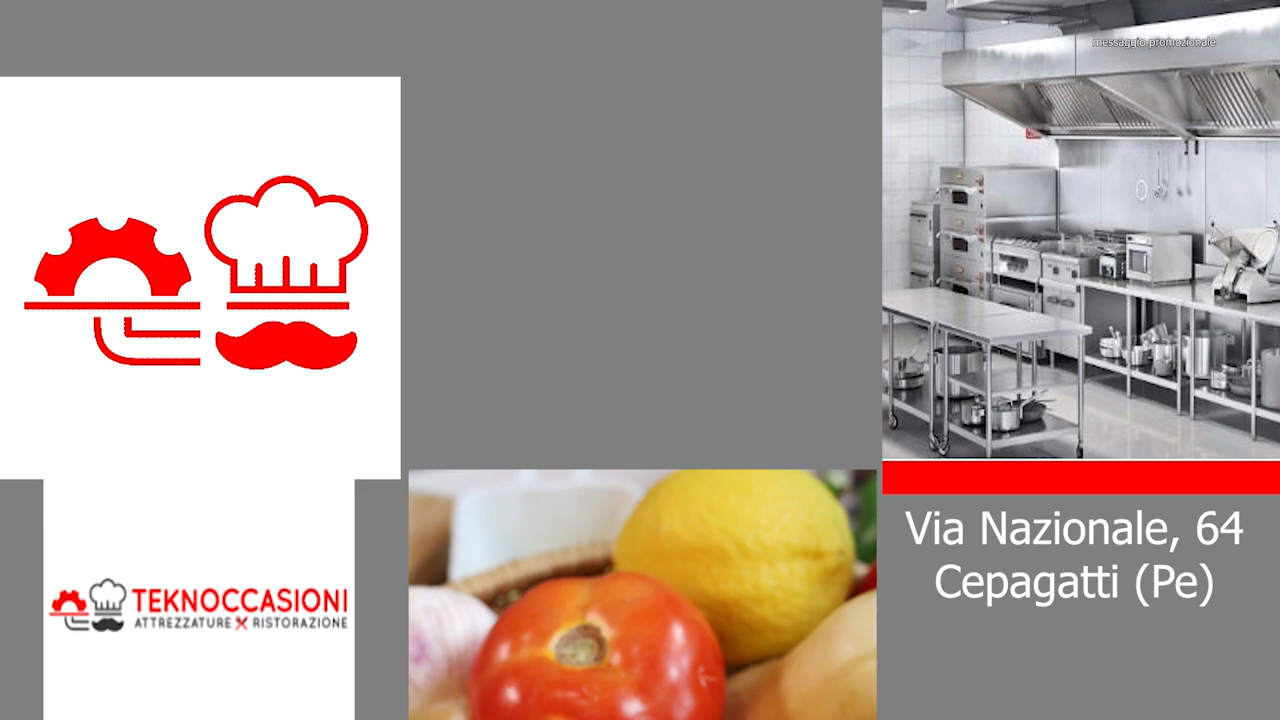 messaggio promozionale
TEKNOCCASIONI
ATTREZZATURE RISTORAZIONE
Via Nazionale, 64
Cepagatti (Pe)